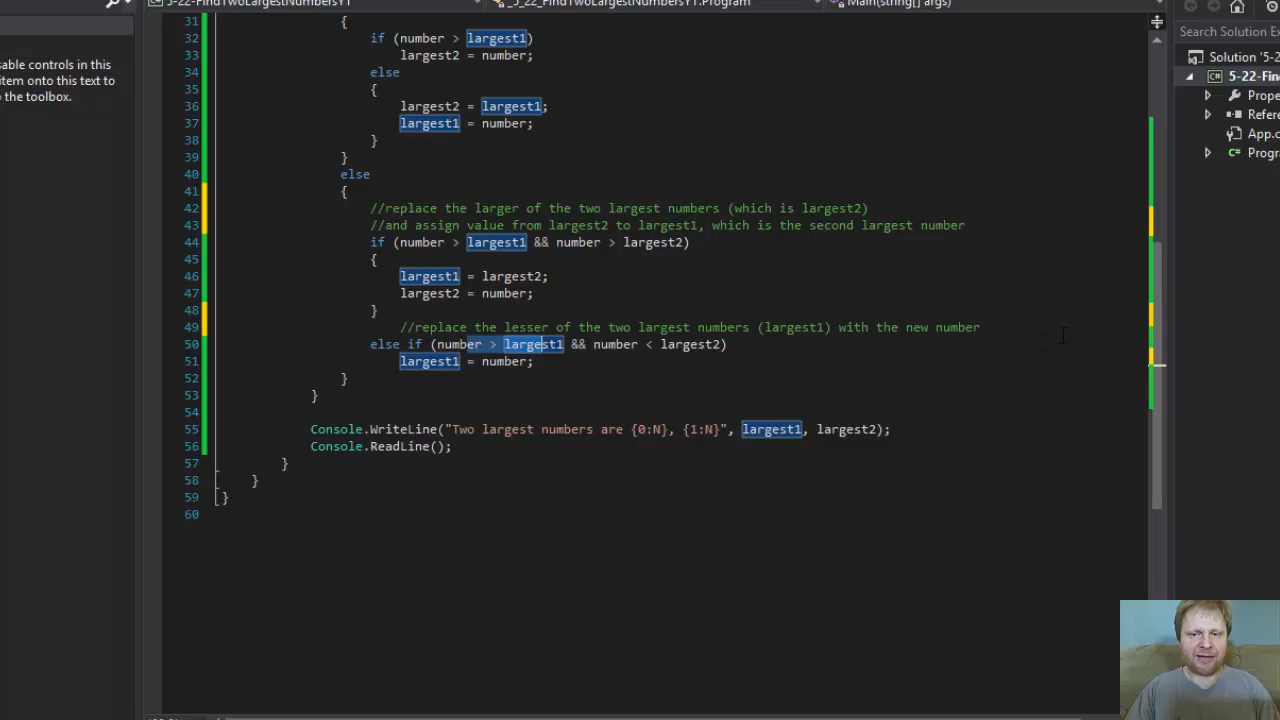 5-22-FindTwoLargestNumbersYT
_5_22_FindTwoLargestNumbersYT.Program
Main(string[] args)
sable controls in this
item onto this text to
o the toolbox.
Search Solution Ex
Solution '5-2
5-22-Fin
Prope
Refere
App.c
Progr
31 {
32 if (number > largest1)
33 largest2 = number;
34 else
35 {
36 largest2 = largest1;
37 largest1 = number;
38 }
39 }
40 else
41 {
42 //replace the larger of the two largest numbers (which is largest2)
43 //and assign value from largest2 to largest1, which is the second largest number
44 if (number > largest1 && number > largest2)
45 {
46 largest1 = largest2;
47 largest2 = number;
48 }
49 //replace the lesser of the two largest numbers (largest1) with the new number
50 else if (number > largest1 && number < largest2)
51 largest1 = number;
52 }
53 }
54
55 Console.WriteLine("Two largest numbers are {0:N}, {1:N}", largest1, largest2);
56 Console.ReadLine();
57 }
58 }
59 }
60